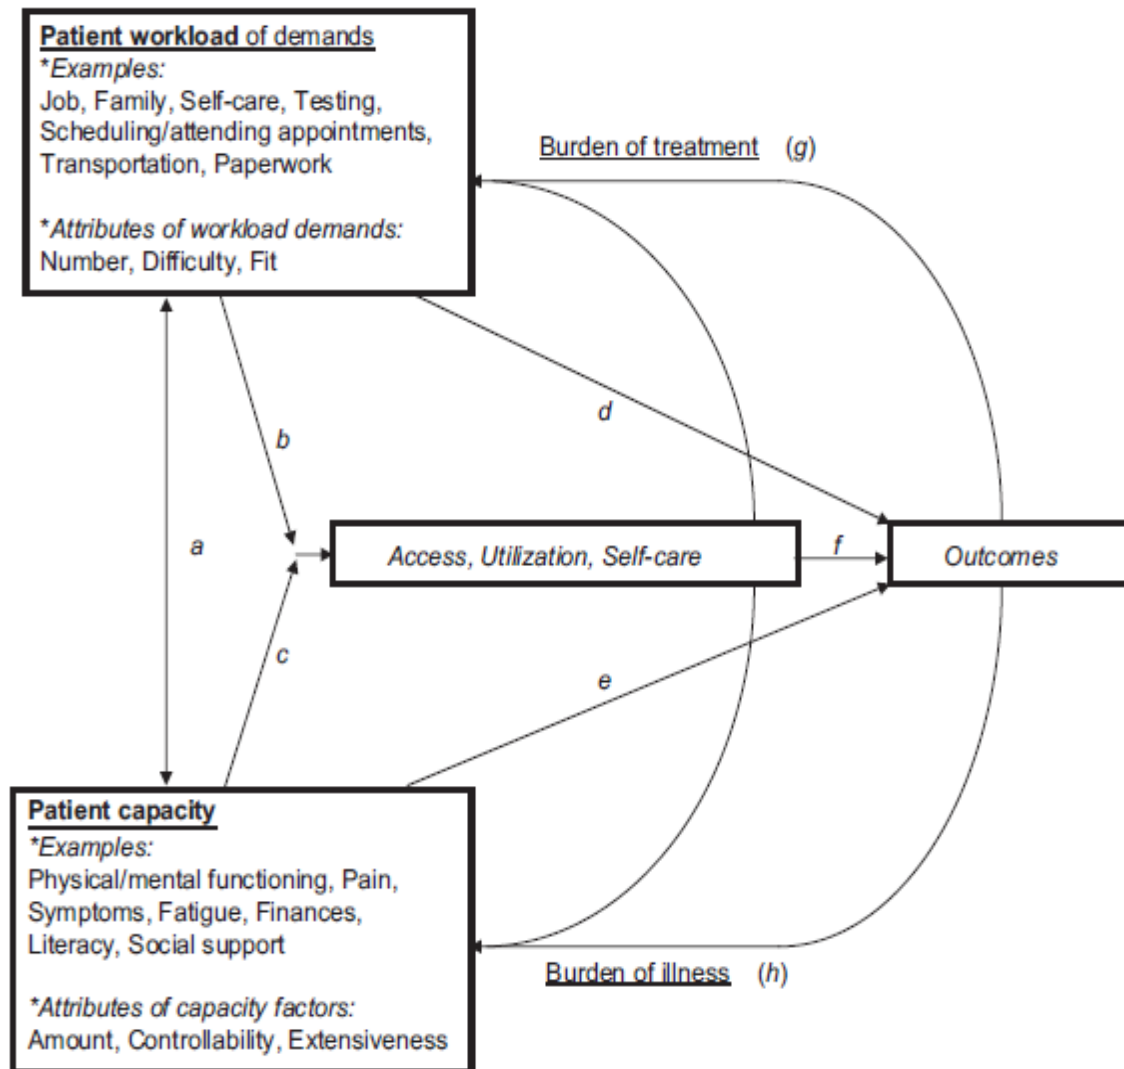 Patient workload of demands
*Examples:
Job, Family, Self-care, Testing,
Scheduling/attending appointments,
Transportation, Paperwork
*Attributes of workload demands:
Number, Difficulty, Fit
Burden of treatment (g)
d
b
a
Access, Utilization, Self-care
f
Outcomes
c
e
Patient capacity
*Examples:
Physical/mental functioning, Pain,
Symptoms, Fatigue, Finances,
Literacy, Social support
*Attributes of capacity factors:
Amount, Controllability, Extensiveness
Burden of illness (h)